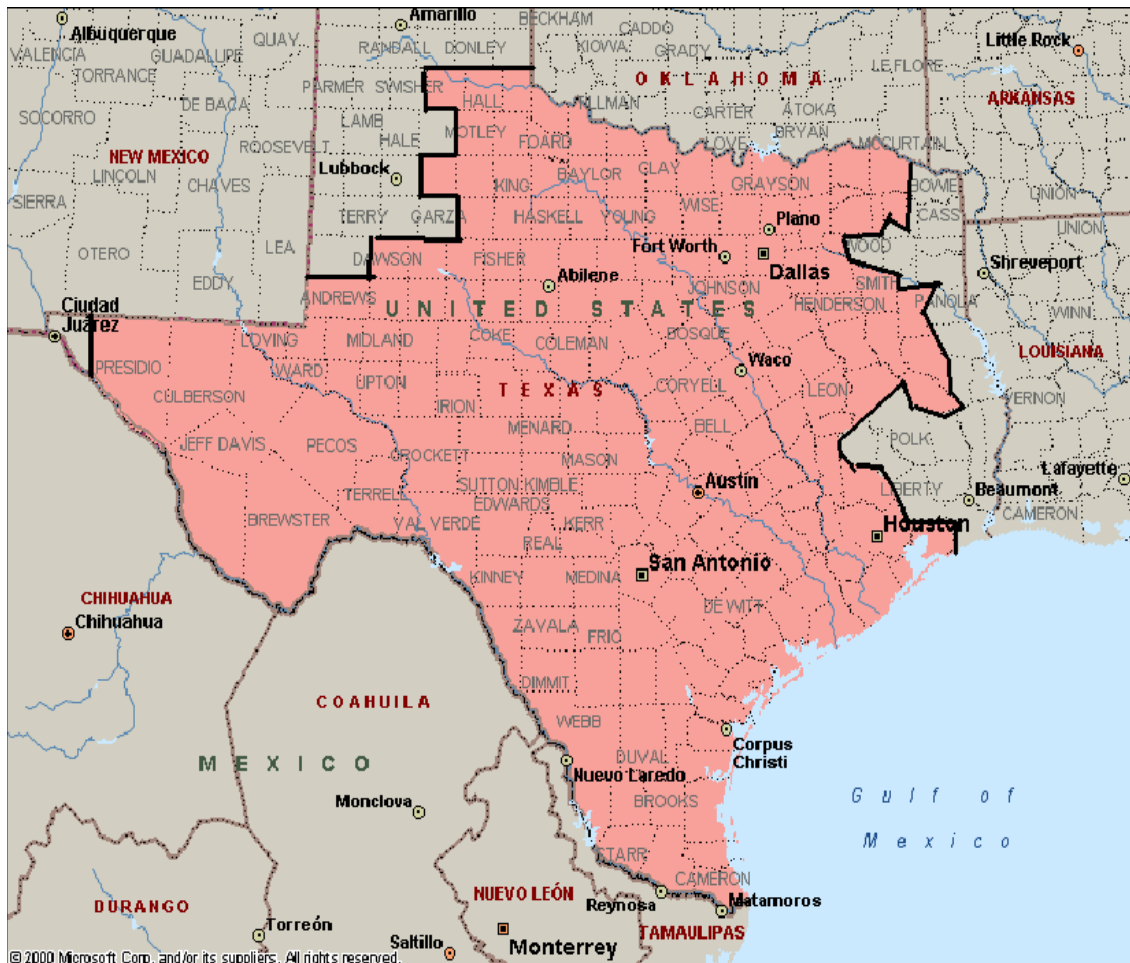 Amarillo
BECKHAM
CADDO
Albuquerque
QUAY
RANDALL
DONLEY
KIOWA
GRADY
Little Rock
VALENCIA
GUADALUPE
LE FLORE
TORRANCE
PARMER
SWISHER
OKLAHOMA
ARKANSAS
DE BACA
HALL
TILLMAN
CARTER
ATOKA
SOCORRO
LAMB
HALE
MOTLEY
FOARD
LOVE
BRYAN
MCCURTAIN
NEW MEXICO
ROOSEVELT
LINCOLN
Lubbock
BAYLOR
CLAY
CHAVES
KING
GRAYSON
BOWIE
UNION
SIERRA
TERRY
GARZA
HASKELL
YOUNG
WISE
CASS
Plano
UNION
OTERO
LEA
DAWSON
FISHER
Fort Worth
Dallas
WOOD
Shreveport
EDDY
Abilene
JOHNSON
SMITH
ANDREWS
HENDERSON
PANOLA
Ciudad
Juárez
UNITED STATES
WINN
LOVING
MIDLAND
COKE
COLEMAN
BOSQUE
LOUISIANA
PRESIDIO
WARD
UPTON
Waco
CULBERSON
TEXAS
CORYELL
LEON
VERNON
IRION
MENARD
BELL
JEFF DAVIS
PECOS
POLK
CROCKETT
MASON
Lafayette
TERRELL
SUTTON
KIMBLE
Austin
LIBERTY
Beaumont
EDWARDS
CAMERON
BREWSTER
VAL VERDE
KERR
Houston
REAL
San Antonio
KINNEY
MEDINA
CHIHUAHUA
DE WITT
Chihuahua
ZAVALA
FRIO
DIMMIT
COAHUILA
WEBB
Corpus
Christi
MEXICO
DUVAL
Nuevo Laredo
Monclova
BROOKS
Gulf of
Mexico
STARR
CAMERON
NUEVO LEÓN
Reynosa
Matamoros
DURANGO
Torreón
TAMAULIPAS
Saltillo
Monterrey
© 2000 Microsoft Corp. and/or its suppliers. All rights reserved.